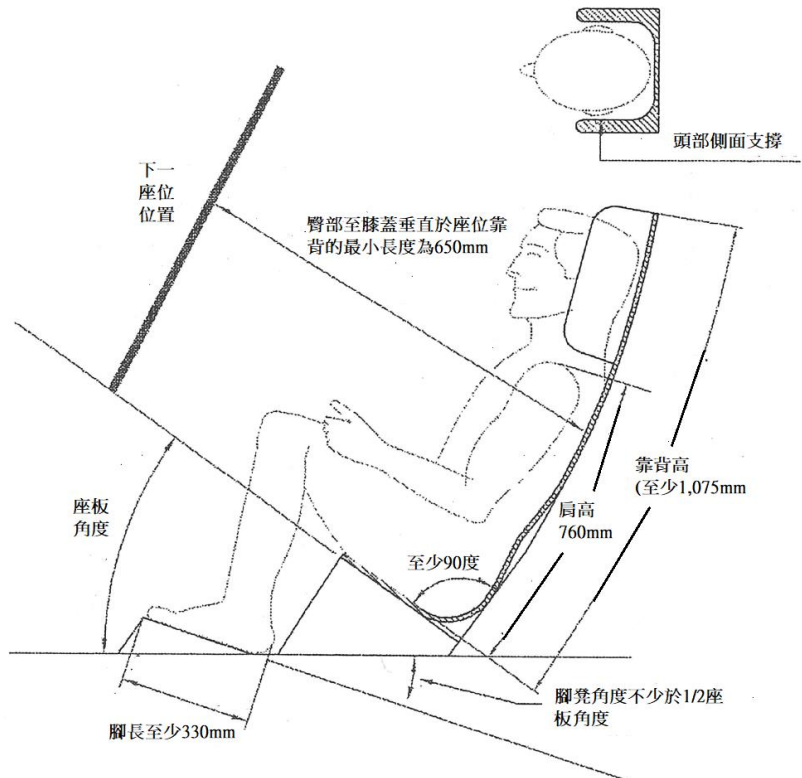 頭部側面支撐
下一
座位
位置
臀部至膝蓋垂直於座位靠
背的最小長度為650mm
靠背高
(至少1,075mm
肩高
760mm
座板
角度
至少90度
腳凳角度不少於1/2座
板角度
腳長至少330mm